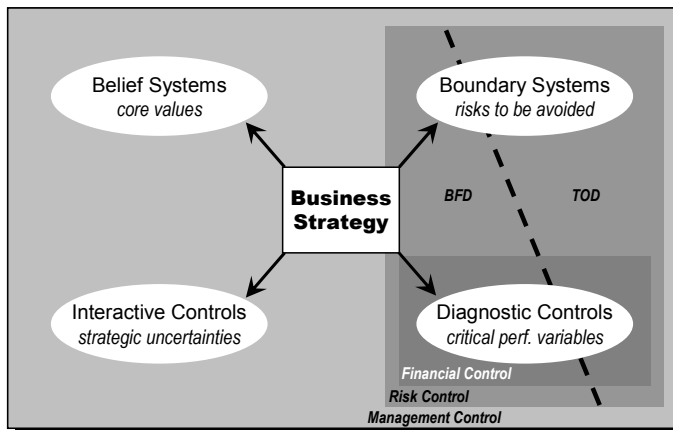 Belief Systems
core values
Boundary Systems
risks to be avoided
Business
Strategy
BFD
TOD
Interactive Controls
strategic uncertainties
Diagnostic Controls
critical perf. variables
Financial Control
Risk Control
Management Control